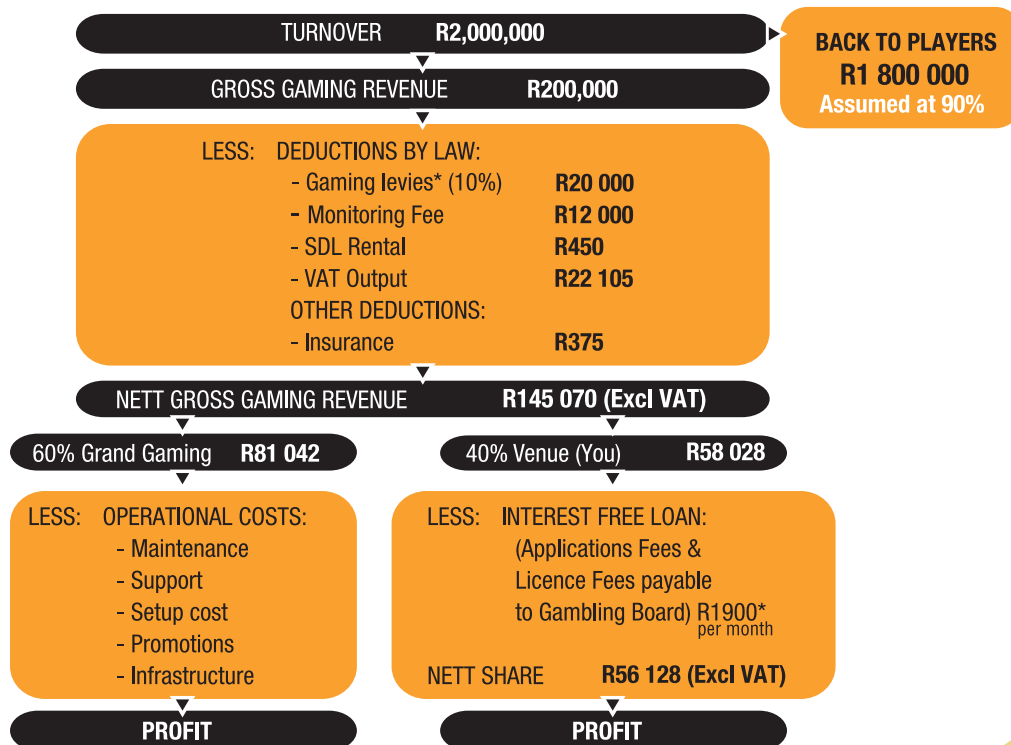 TURNOVER R2,000,000
BACK TO PLAYERS
R1 800 000
Assumed at 90%
GROSS GAMING REVENUE R200,000
LESS: DEDUCTIONS BY LAW:
- Gaming levies* (10%) R20 000
- Monitoring Fee R12 000
- SDL Rental R450
- VAT Output R22 105
OTHER DEDUCTIONS:
- Insurance R375
NETT GROSS GAMING REVENUE R145 070 (Excl VAT)
60% Grand Gaming R81 042
40% Venue (You) R58 028
LESS: OPERATIONAL COSTS:
- Maintenance
- Support
- Setup cost
- Promotions
- Infrastructure
PROFIT
LESS: INTEREST FREE LOAN:
(Applications Fees &
Licence Fees payable
to Gambling Board) R1900*
per month
NETT SHARE R56 128 (Excl VAT)
PROFIT